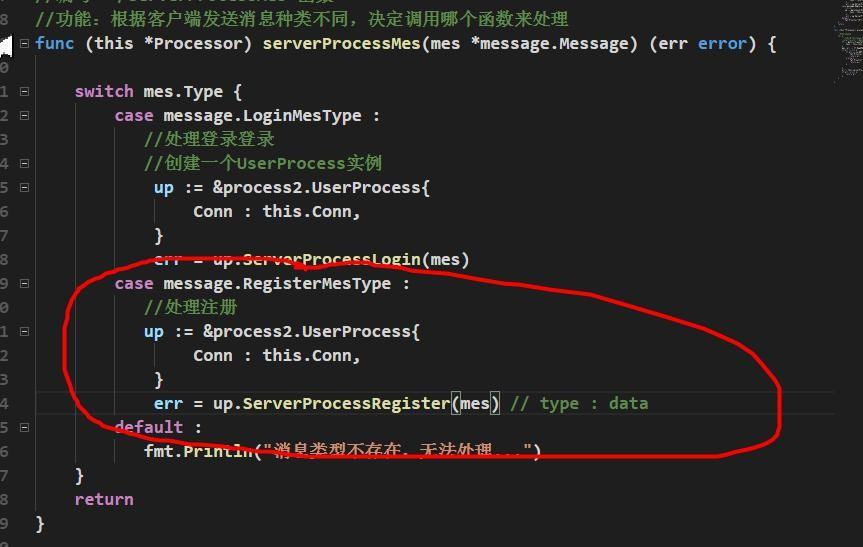 //功能：根据客户端发送消息种类不同，决定调用哪个函数来处理
func (this *Processor) serverProcessMes(mes *message.Message) (err error) {
switch mes.Type {
case message.LoginMesType :
//处理登录登录
//创建一个UserProcess实例
up := &process2.UserProcess{
Conn : this.Conn,
}
err = up.ServerProcessLogin(mes)
case message.RegisterMesType :
//处理注册
up := &process2.UserProcess{
Conn : this.Conn,
}
err = up.ServerProcessRegister(mes) // type : data
default :
fmt.Println("消息类型不存在，无法处理...")
}
return
}